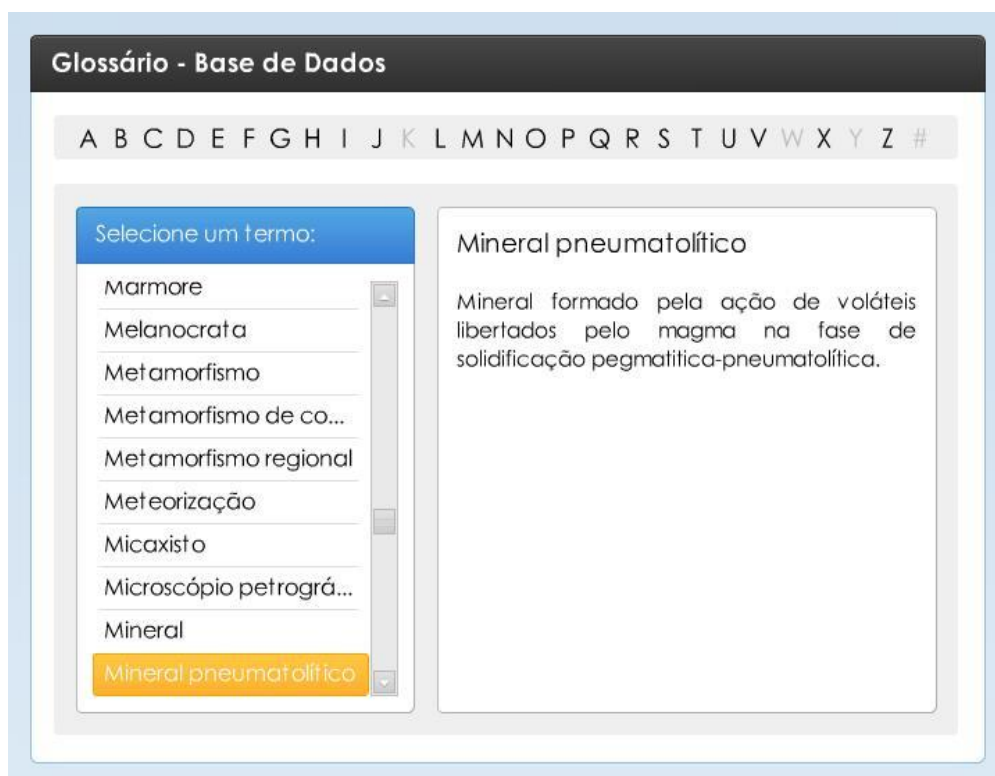 Glossário - Base de Dados
A B C D E F G H I J K L M N O P Q R S T U V W X Y Z #
Selecione um termo:
Marmore
Melanocrata
Metamorfismo
Metamorfismo de co...
Metamorfismo regional
Meteorização
Micaxisto
Microscópio petrográ...
Mineral
Mineral pneumatolítico
Mineral pneumatolítico
Mineral formado pela ação de voláteis
libertados pelo magma na fase de
solidificação pegmatitica-pneumatolítica.